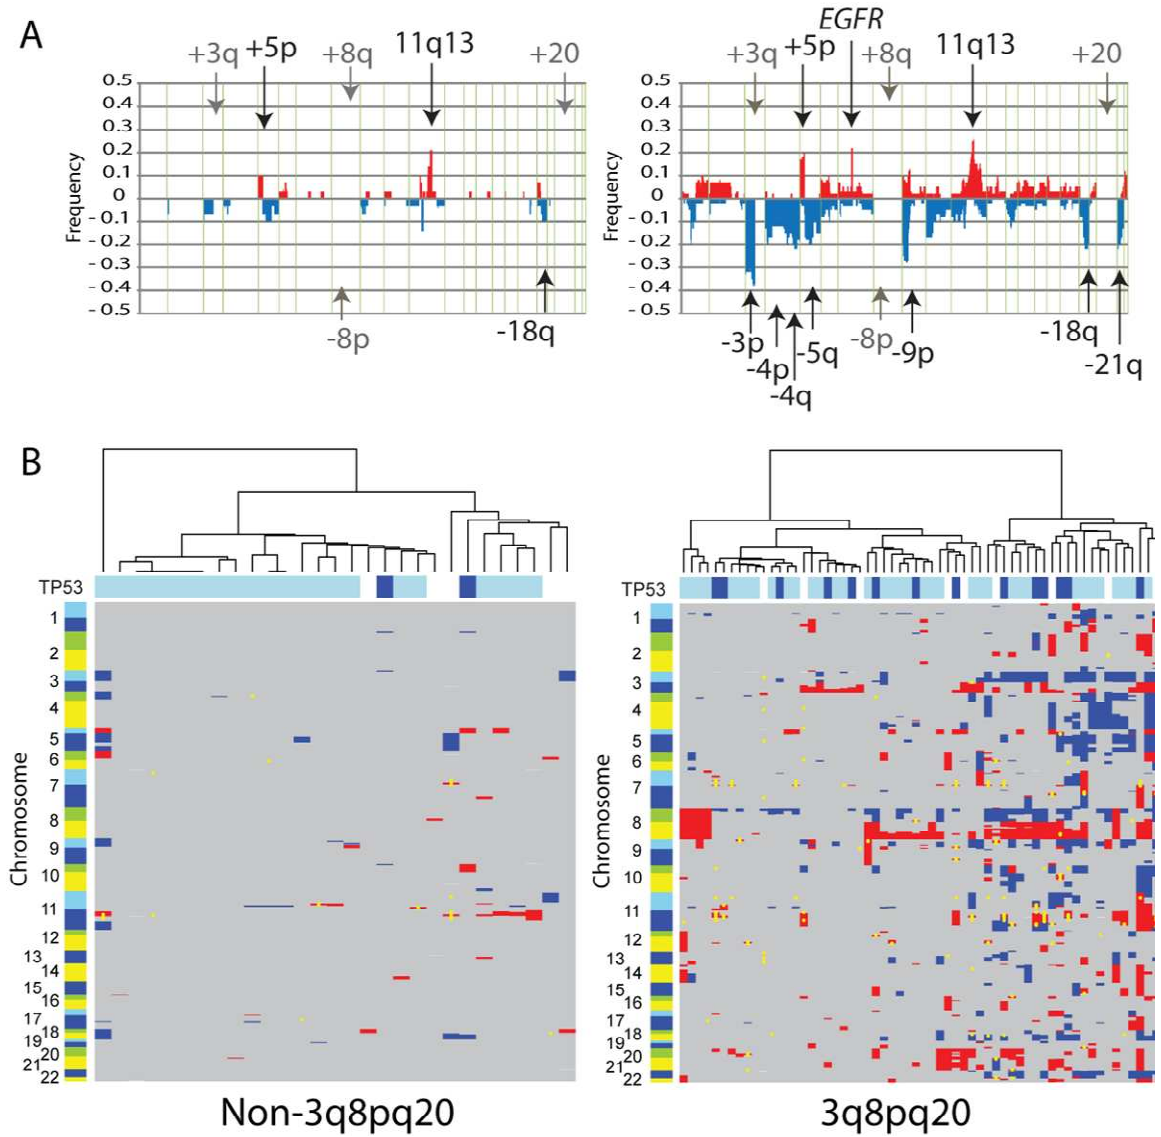 A
EGFR
+3q +5p +8q 11q13 +3q +5p +8q 11q13 +20
+20
0.5 0.5
0.4 0.4
0.3 0.3
0.2 0.2
0.1 0.1
0 0
- 0.1 - 0.1
- 0.2 - 0.2
- 0.3 - 0.3
- 0.4 - 0.4
- 0.5 - 0.5
Frequency Frequency
-8p -18q -3p -5q -8p -9p -18q
-4p -21q
-4q
B
TP53 TP53
1 1
2 2
3 3
4 4
5 5
6 6
7 7
8 8
9 9
10 10
11 11
12 12
13 13
14 14
15 15
16 16
17 17
18 18
19 19
20 20
21 21
22 22
Chromosome Chromosome
Non-3q8pq20 3q8pq20